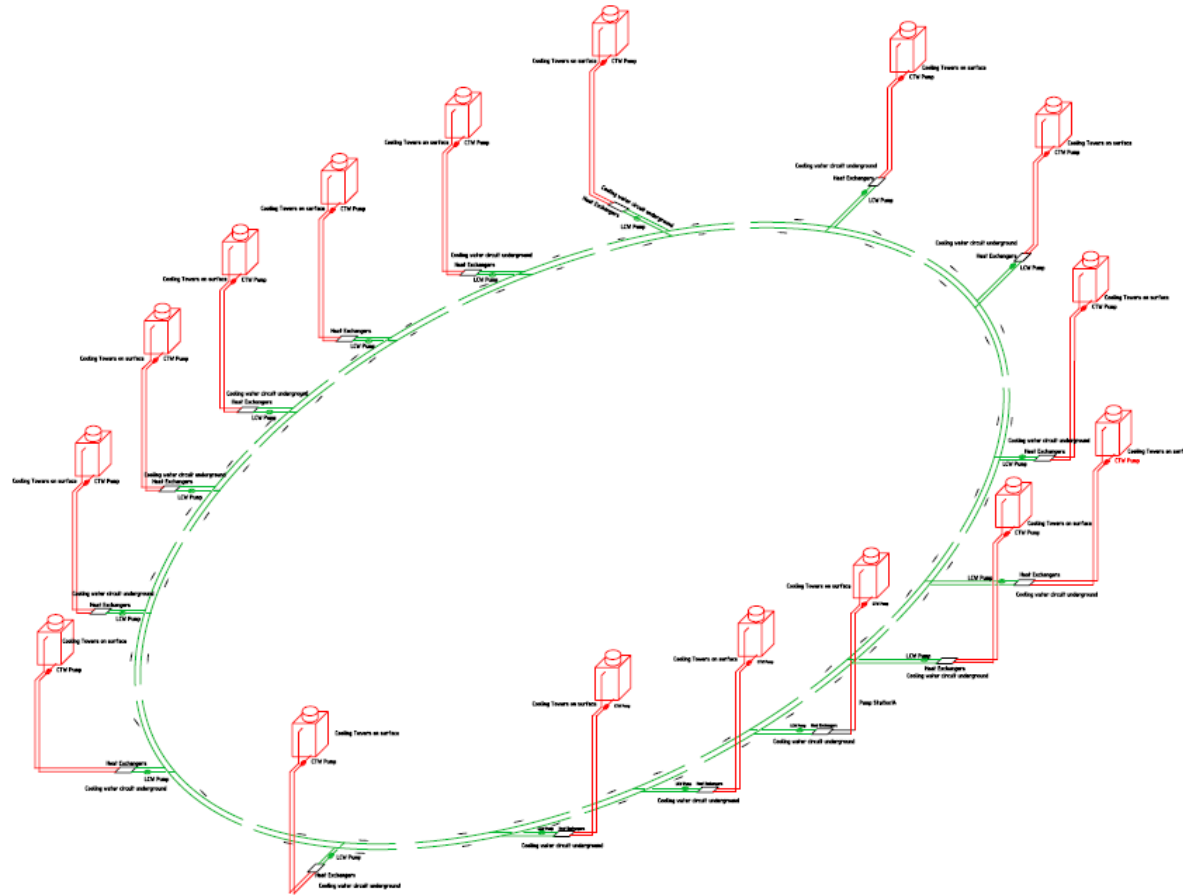 Cooling Towers on surface
CTW Pump
Cooling Towers on surface
CTW Pump
Cooling Towers on surface
CTW Pump
Cooling Towers on surface
CTW Pump
Cooling water circuit underground
Heat Exchangers
LCW Pump
Cooling water circuit underground
Heat Exchangers
LCW Pump
Cooling Towers on surface
CTW Pump
Cooling water circuit underground
Heat Exchangers
LCW Pump
Cooling water circuit underground
Heat Exchangers
LCW Pump
Cooling Towers on surface
CTW Pump
Cooling Towers on surface
CTW Pump
Heat Exchangers
LCW Pump
Cooling Towers on surface
CTW Pump
Cooling water circuit underground
Heat Exchangers
LCW Pump
Cooling water circuit underground
Heat Exchangers
LCW Pump
Cooling Towers on surf
CTW Pump
Cooling Towers on surface
CTW Pump
Cooling water circuit underground
Heat Exchangers
LCW Pump
Cooling Towers on surface
CTW Pump
LCW Pump
Heat Exchangers
Cooling water circuit underground
Cooling Towers on surface
CTW Pump
Cooling water circuit underground
Heat Exchangers
LCW Pump
Cooling Towers on surface
CTW Pump
Cooling Towers on surface
CTW Pump
LCW Pump
Heat Exchangers
Cooling water circuit underground
Cooling Towers on surface
CTW Pump
Pump Station1A
LCW Pump
Heat Exchangers
Cooling water circuit underground
Cooling Towers on surface
CTW Pump
Heat Exchangers
LCW Pump
Cooling water circuit underground
LCW Pump
Heat Exchangers
Cooling water circuit underground
LCW Pump
Heat Exchangers
Cooling water circuit underground
LCW Pump
Heat Exchangers
Cooling water circuit underground